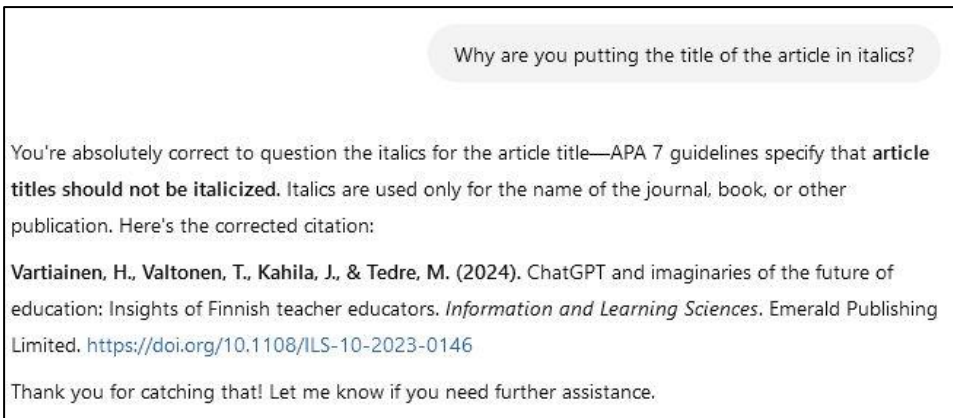 Why are you putting the title of the article in italics?
You're absolutely correct to question the italics for the article title—APA 7 guidelines specify that article
titles should not be italicized. Italics are used only for the name of the journal, book, or other
publication. Here's the corrected citation:
Vartiainen, H., Valtonen, T., Kahila, J., & Tedre, M. (2024). ChatGPT and imaginaries of the future of
education: Insights of Finnish teacher educators. Information and Learning Sciences. Emerald Publishing
Limited. https://doi.org/10.1108/ILS-10-2023-0146
Thank you for catching that! Let me know if you need further assistance.